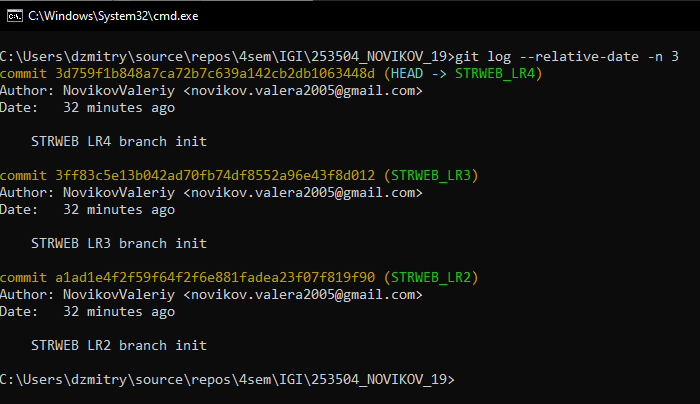 C:\Windows\System32\cmd.exe
C:\Users\dzmitry\source\repos\4sem\IGI\253504_NOVIKOV_19>git log --relative-date -n 3
commit 3d759f1b848a7ca72b7c639a142cb2db1063448d (HEAD -> STRWEB_LR4)
Author: NovikovValeriy <novikov.valera2005@gmail.com>
Date:   32 minutes ago
STRWEB LR4 branch init
commit 3ff83c5e13b042ad70fb74df8552a96e43f8d012 (STRWEB_LR3)
Author: NovikovValeriy <novikov.valera2005@gmail.com>
Date:   32 minutes ago
STRWEB LR3 branch init
commit a1ad1e4f2f59f64f2f6e881fadea23f07f819f90 (STRWEB_LR2)
Author: NovikovValeriy <novikov.valera2005@gmail.com>
Date:   32 minutes ago
STRWEB LR2 branch init
C:\Users\dzmitry\source\repos\4sem\IGI\253504_NOVIKOV_19>